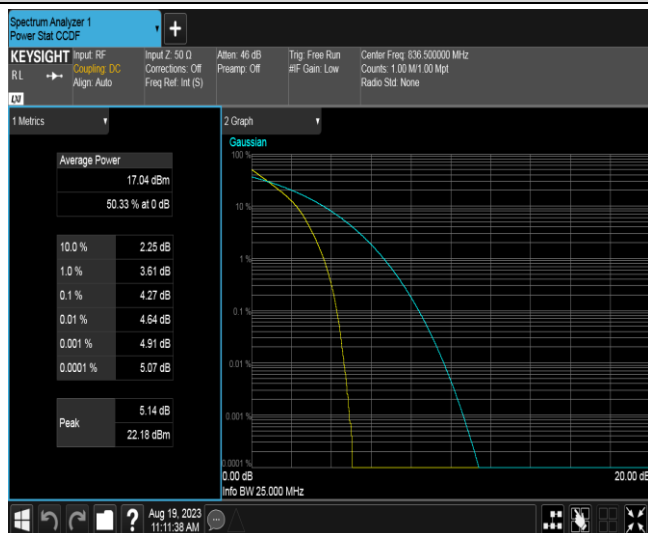 Spectrum Analyzer 1
Power Stat CCDF
+
KEYSIGHT
RL
LXI
Input: RF
Coupling: DC
Align: Auto
Input Z: 50 Ω
Corrections: Off
Freq Ref: Int (S)
Atten: 46 dB
Preamp: Off
Trig: Free Run
#IF Gain: Low
Center Freq: 836.500000 MHz
Counts: 1.00 M/1.00 Mpt
Radio Std: None
1 Metrics
Average Power
17.04 dBm
50.33 % at 0 dB
10.0 % 2.25 dB
1.0 % 3.61 dB
0.1 % 4.27 dB
0.01 % 4.64 dB
0.001 % 4.91 dB
0.0001 % 5.07 dB
Peak
5.14 dB
22.18 dBm
2 Graph
Gaussian
100 %
10 %
1 %
0.1 %
0.01 %
0.001 %
0.0001 %
0.00 dB 20.00 dB
Info BW 25.000 MHz
?
Aug 19, 2023
11:11:38 AM